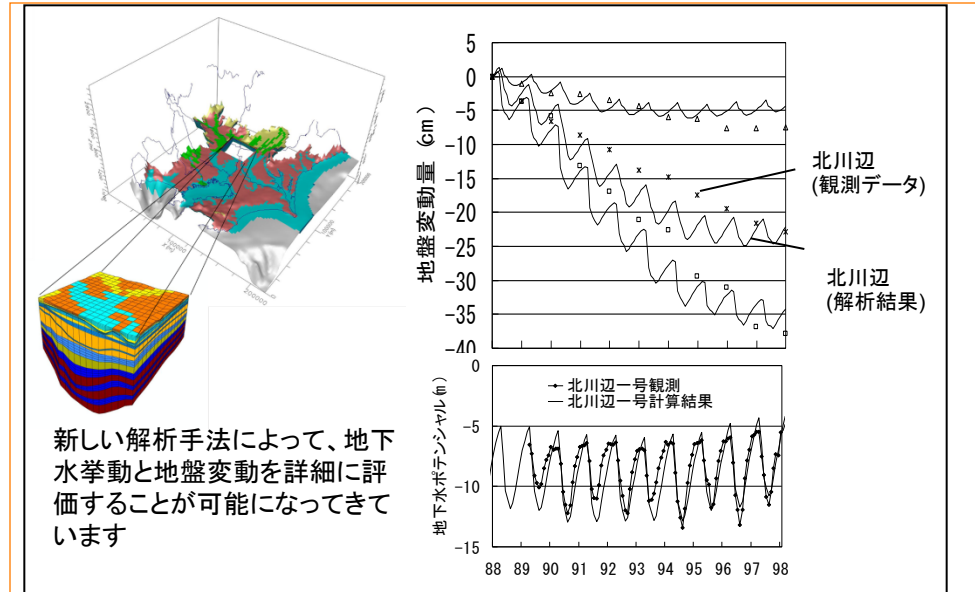 5
0
-5
-10
-15
-20
-25
-30
-35
-40
地盤変動量 (cm)
北川辺
(観測データ)
北川辺
(解析結果)
0
-5
-10
-15
地下水ポテンシャル(m)
北川辺一号観測
北川辺一号計算結果
88 89 90 91 92 93 94 95 96 97 98
新しい解析手法によって、地下
水挙動と地盤変動を詳細に評
価することが可能になってきて
います